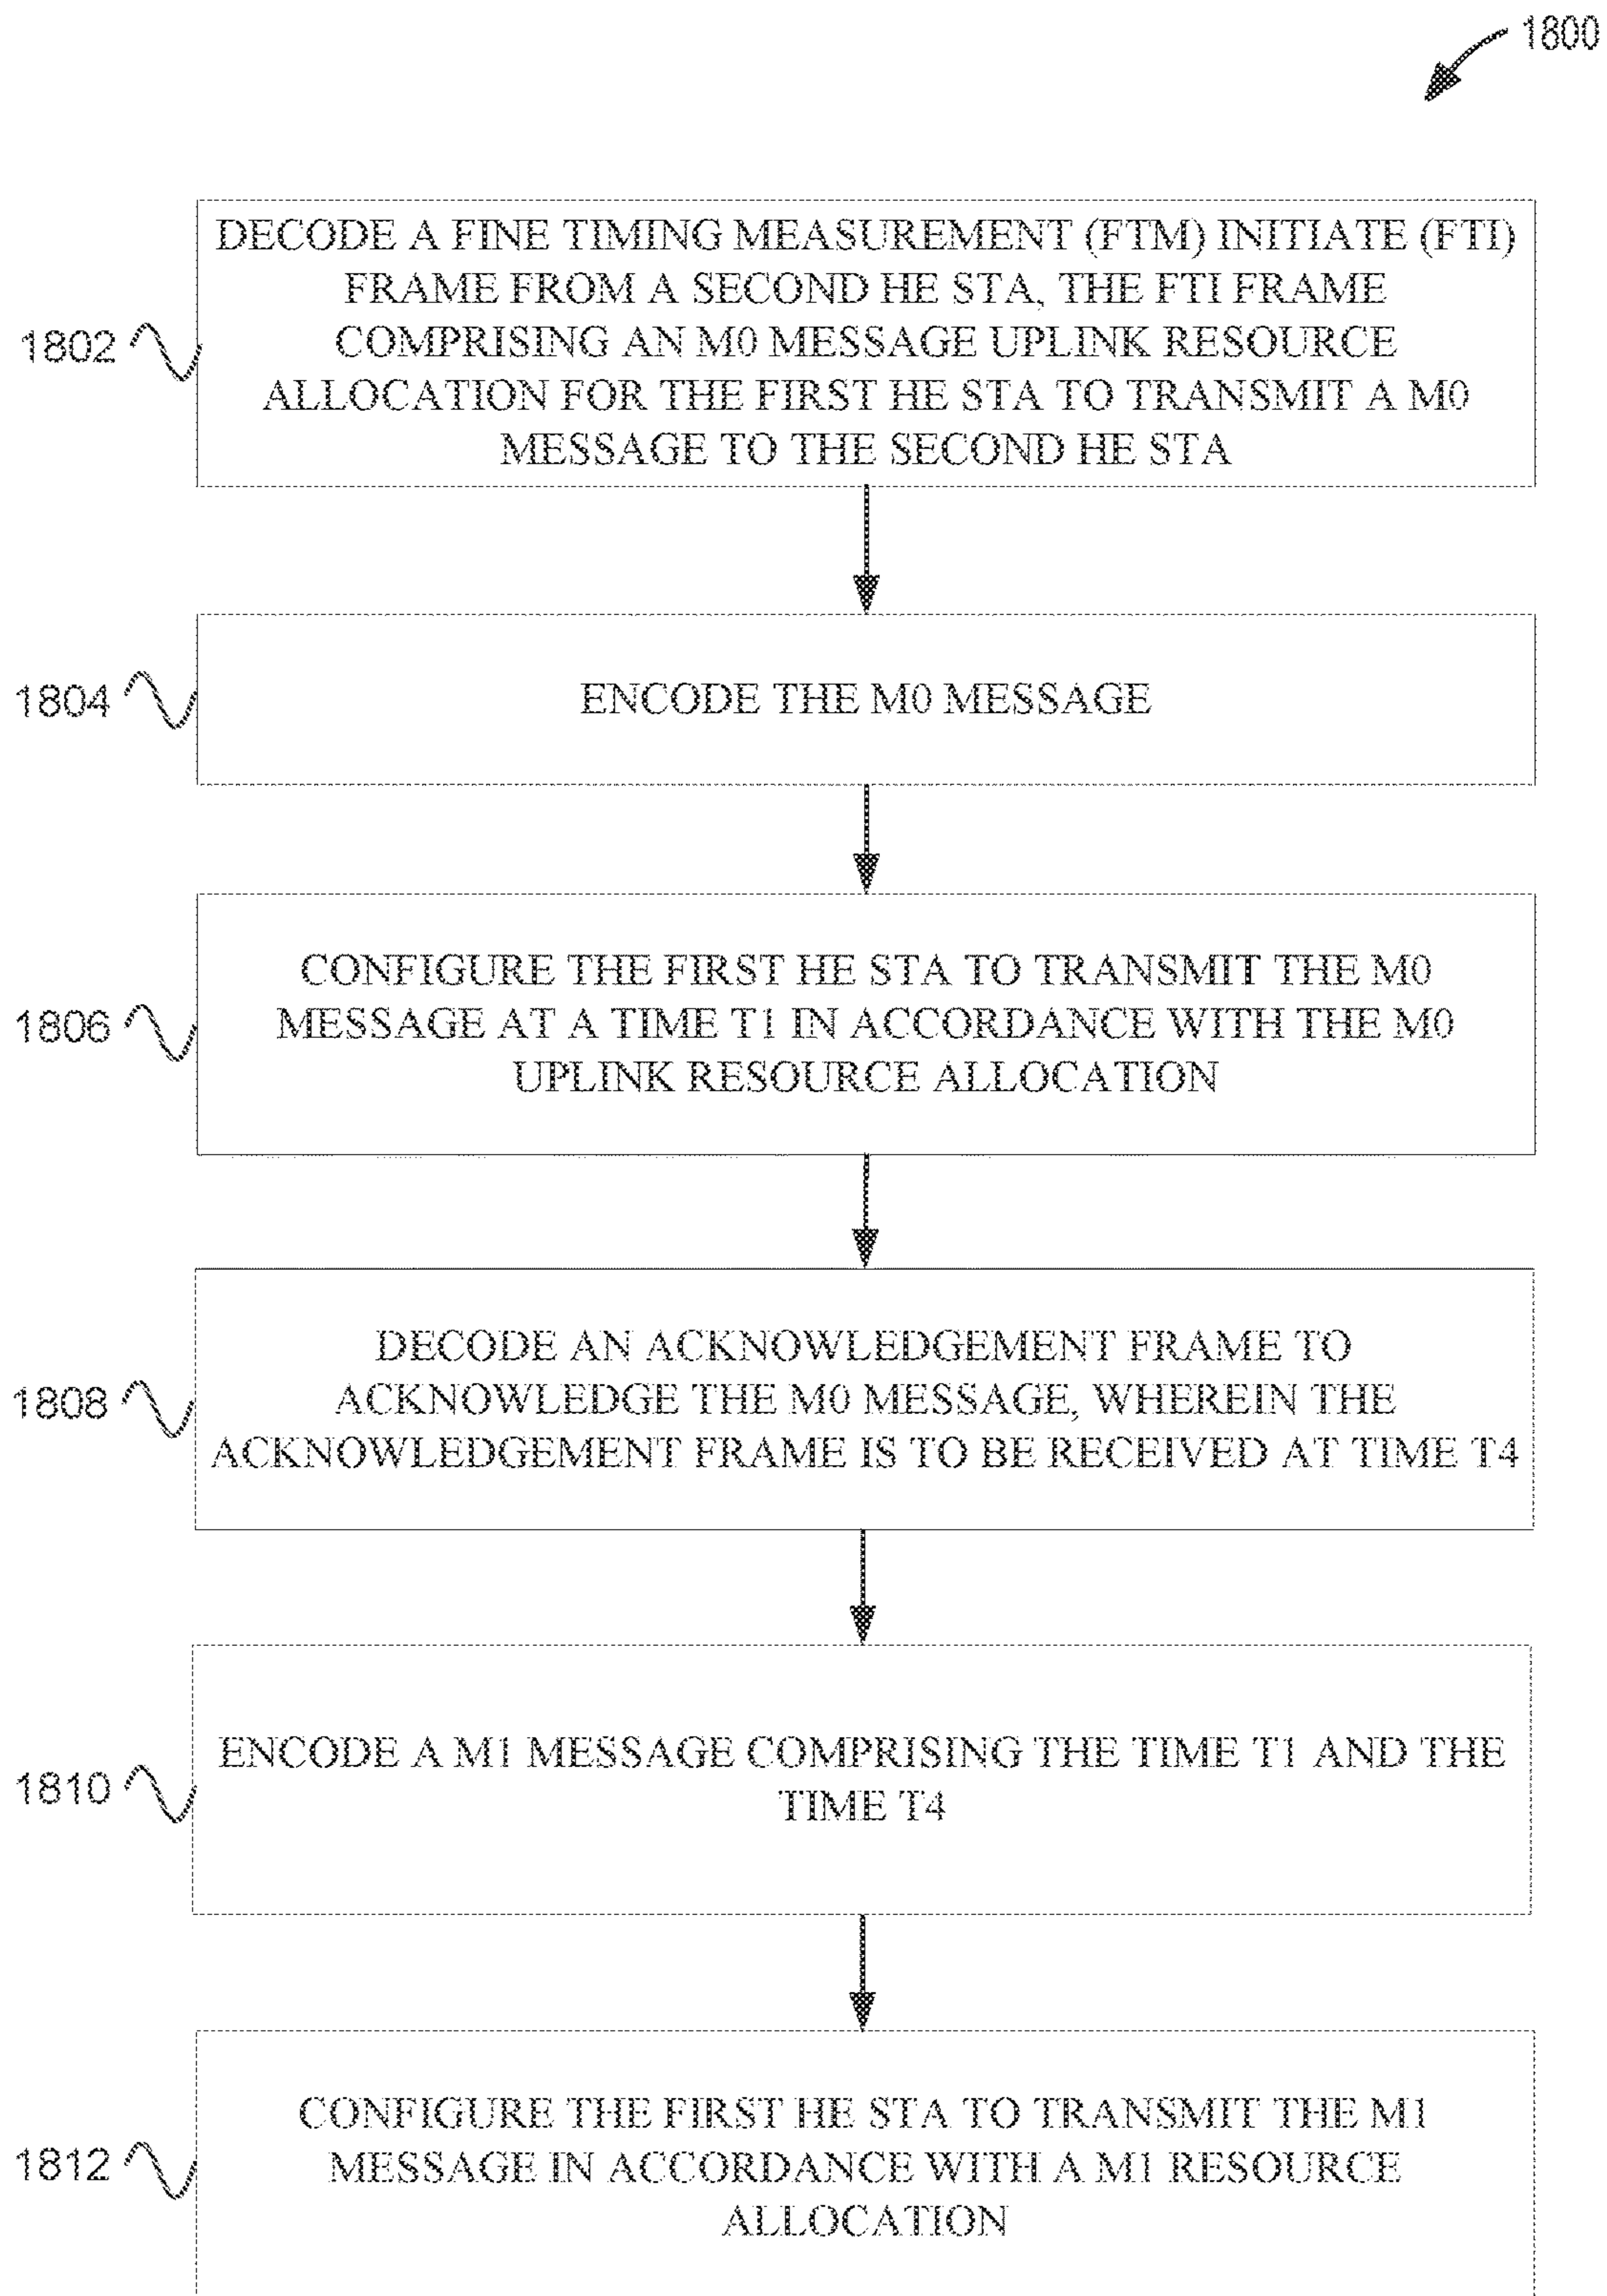 1800
DECODE A FINE TIMING MEASUREMENT (FTM) INITIATE (FTI)
FRAME FROM A SECOND HE STA, THE FTI FRAME
COMPRISING AN M0 MESSAGE UPLINK RESOURCE
ALLOCATION FOR THE FIRST HE STA TO TRANSMIT A M0
MESSAGE TO THE SECOND HE STA
1802
ENCODE THE M0 MESSAGE
1804
CONFIGURE THE FIRST HE STA TO TRANSMIT THE M0
MESSAGE AT A TIME T1 IN ACCORDANCE WITH THE M0
UPLINK RESOURCE ALLOCATION
1806
DECODE AN ACKNOWLEDGEMENT FRAME TO
ACKNOWLEDGE THE M0 MESSAGE, WHEREIN THE
ACKNOWLEDGEMENT FRAME IS TO BE RECEIVED AT TIME T4
1808
ENCODE A M1 MESSAGE COMPRISING THE TIME T1 AND THE
TIME T4
1810
CONFIGURE THE FIRST HE STA TO TRANSMIT THE M1
MESSAGE IN ACCORDANCE WITH A M1 RESOURCE
ALLOCATION
1812